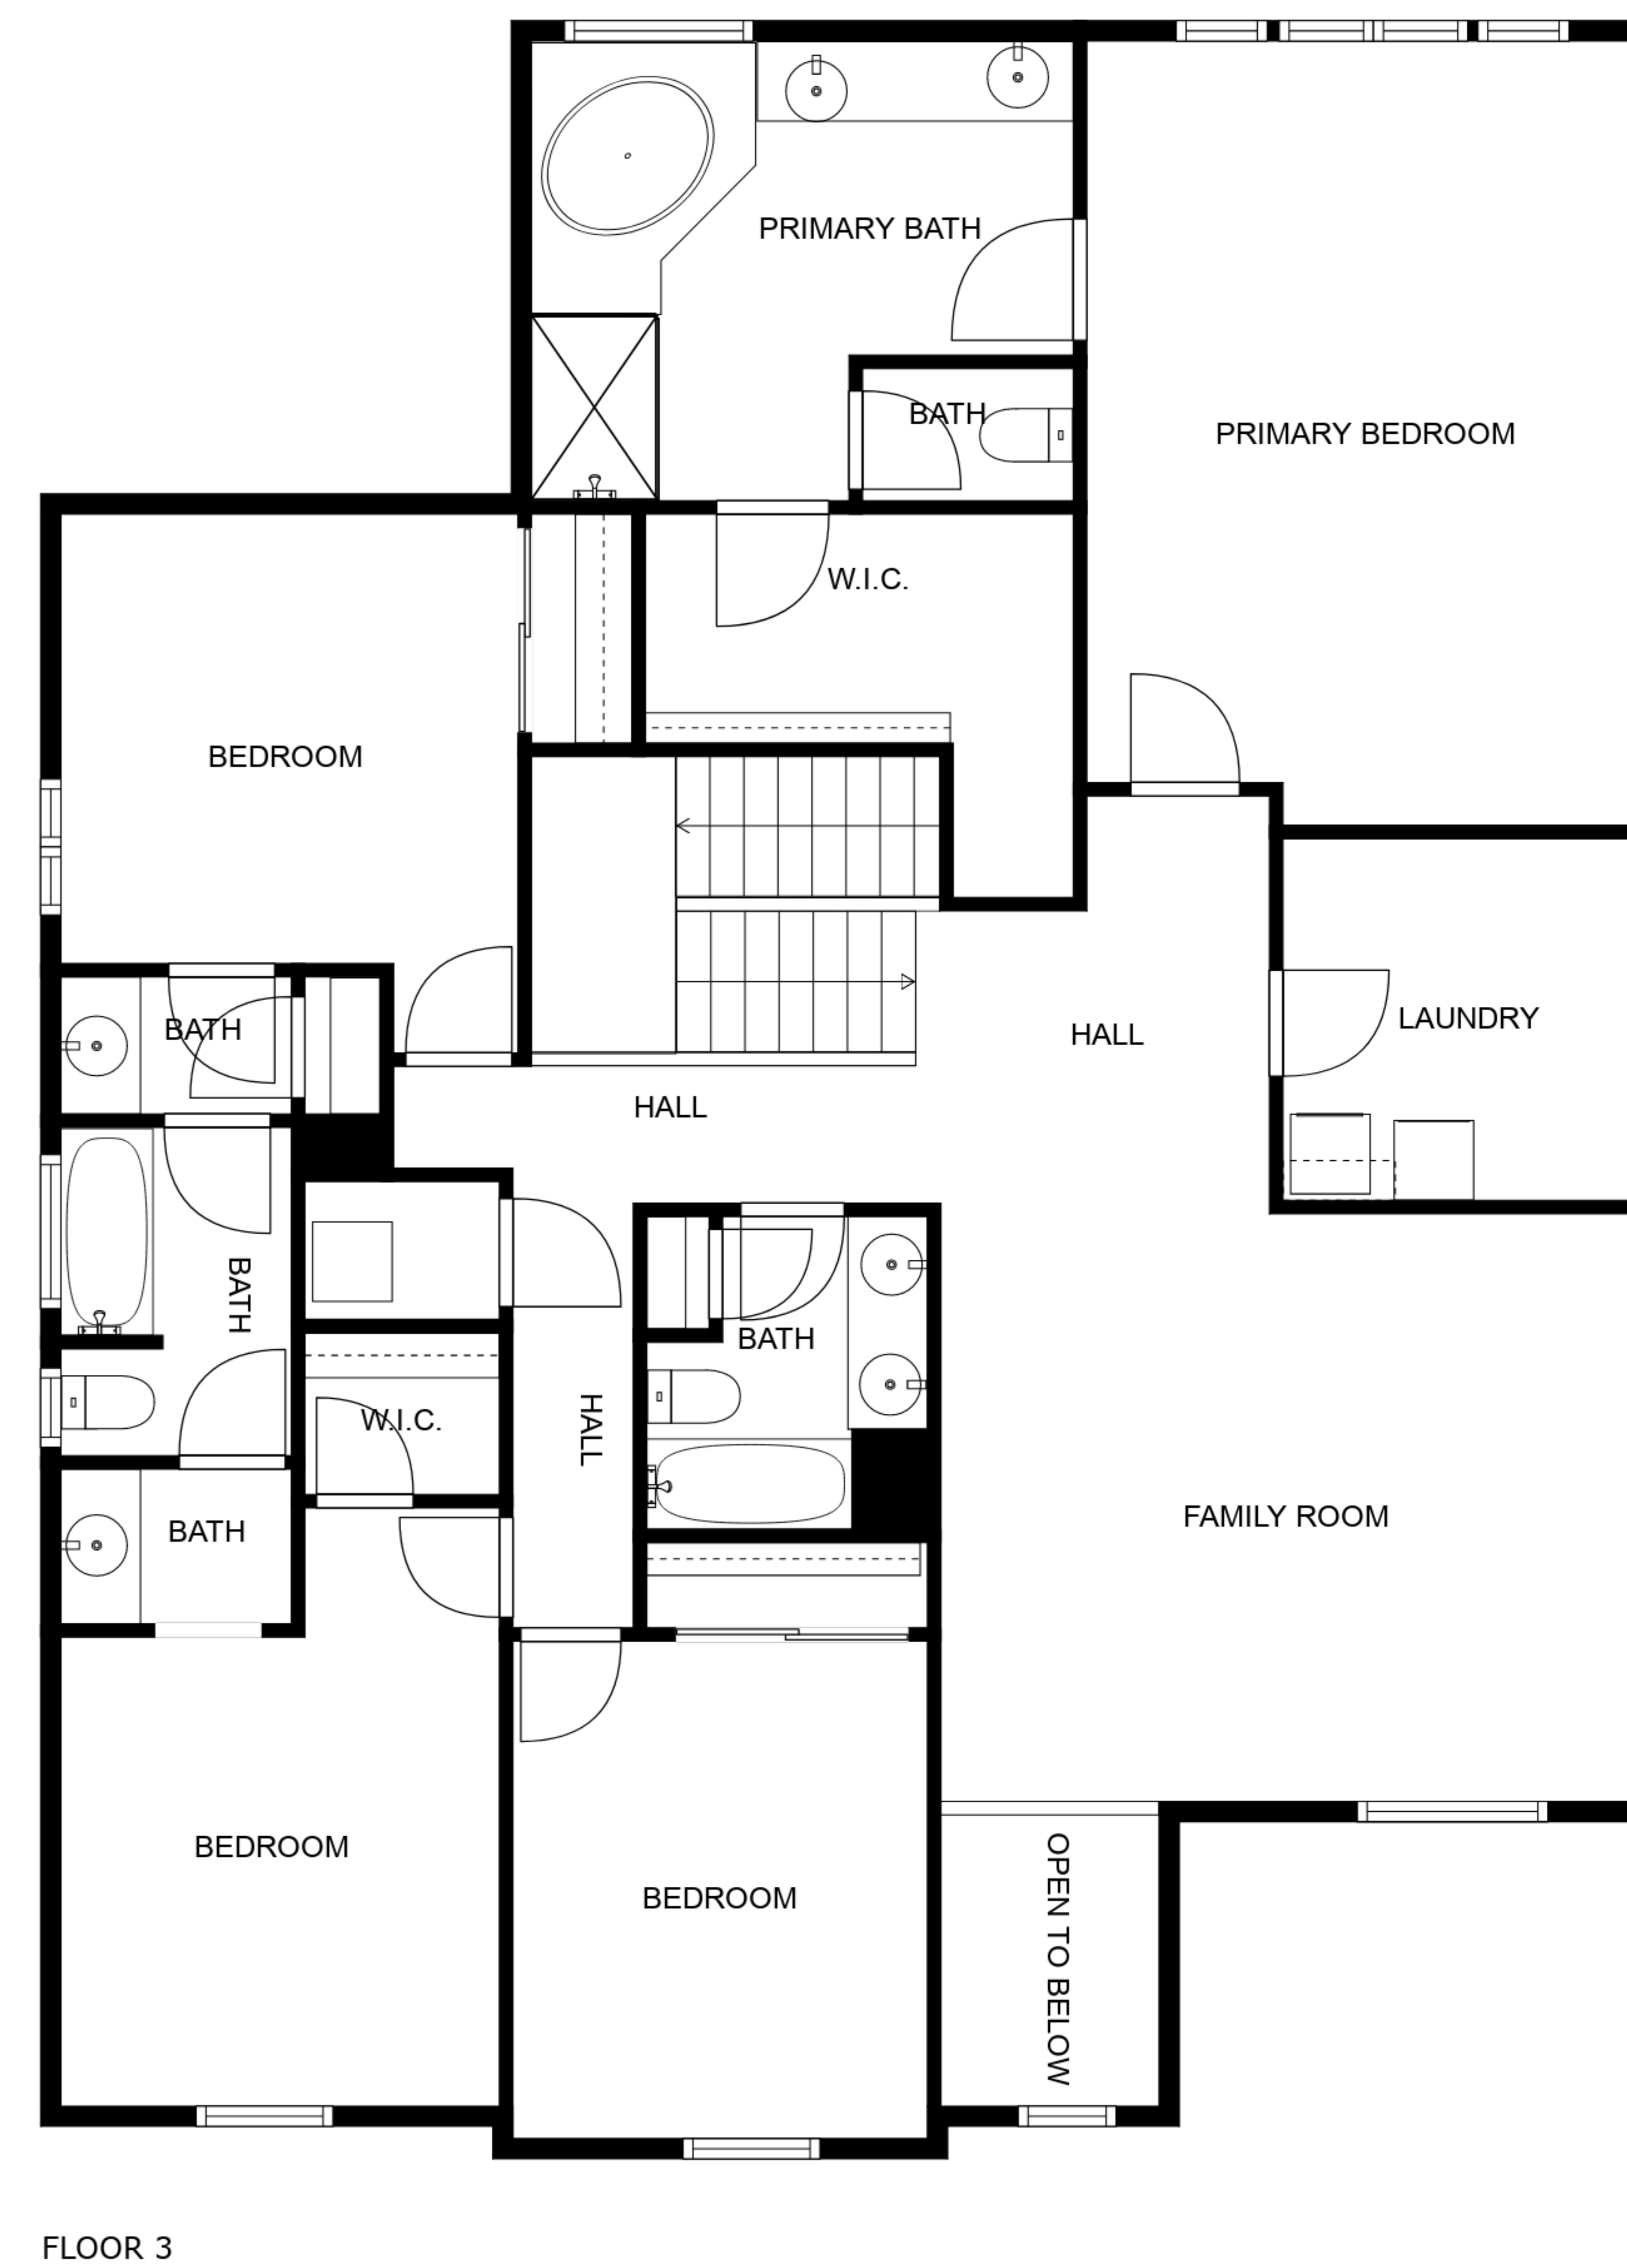 PRIMARY BATH
BATH
PRIMARY BEDROOM
W.I.C.
BEDROOM
BATH
HALL
LAUNDRY
HALL
BATH
BATH
W.I.C.
HALL
BATH
FAMILY ROOM
BEDROOM
BEDROOM
OPEN TO BELOW
FLOOR 3